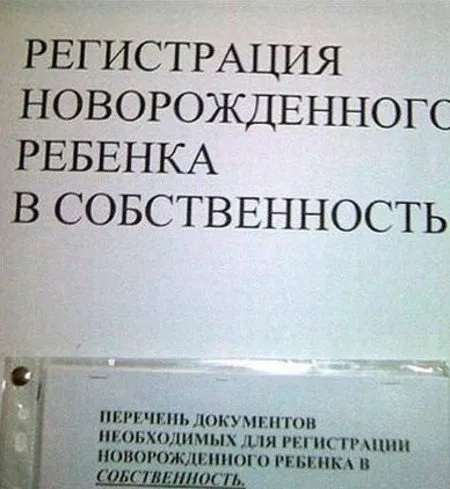 РЕГИСТРАЦИЯ
НОВОРОЖДЕННОГО
РЕБЕНКА
В СОБСТВЕННОСТЬ
ПЕРЕЧЕНЬ ДОКУМЕНТОВ
НЕОБХОДИМЫХ ДЛЯ РЕГИСТРАЦИИ
НОВОРОЖДЕННОГО РЕБЕНКА В
СОБСТВЕННОСТЬ.